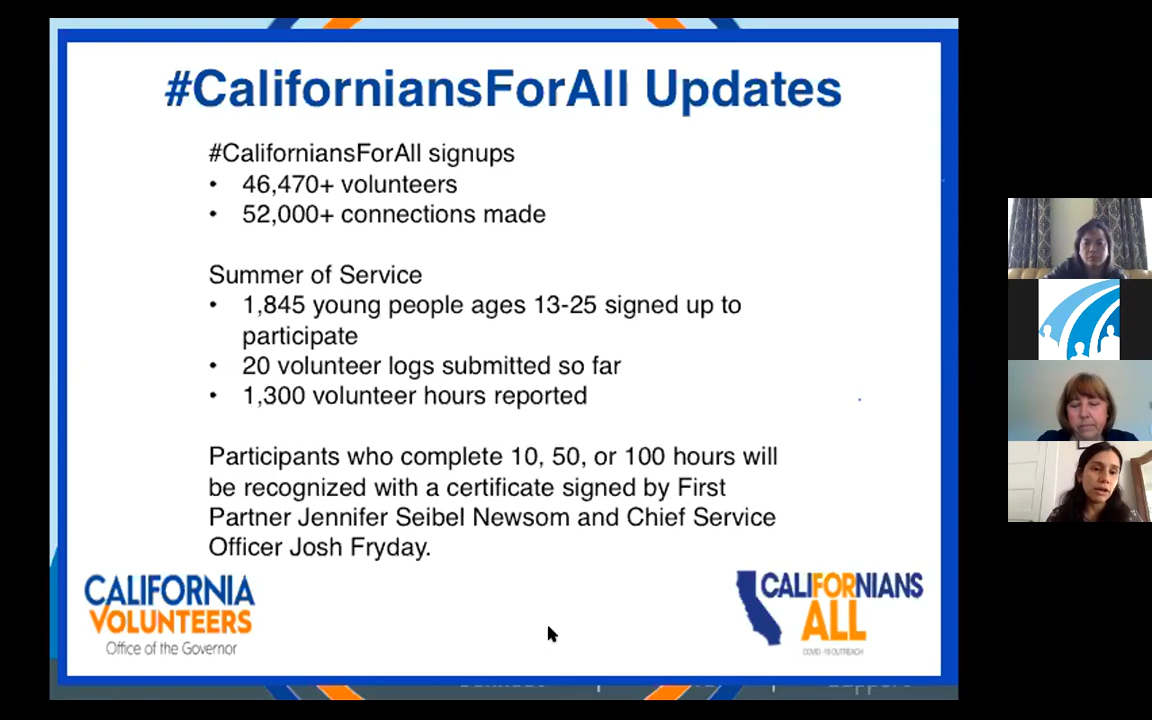 #CaliforniansForAll Updates
#CaliforniansForAll signups
• 46,470+ volunteers
• 52,000+ connections made
Summer of Service
• 1,845 young people ages 13-25 signed up to
participate
• 20 volunteer logs submitted so far
• 1,300 volunteer hours reported
Participants who complete 10, 50, or 100 hours will
be recognized with a certificate signed by First
Partner Jennifer Seibel Newsom and Chief Service
Officer Josh Fryday.
CALIFORNIA
VOLUNTEERS
Office of the Governor
CALIFORNIANS
ALL
COVID-19 OUTREACH